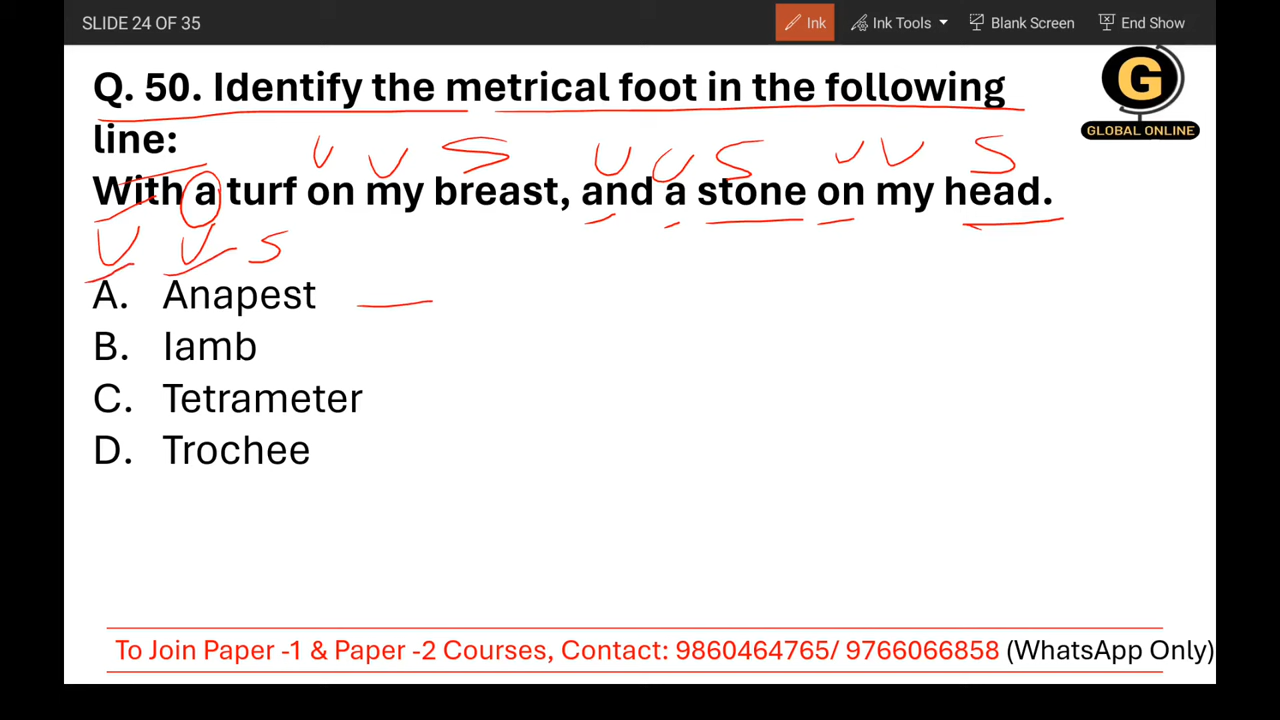 SLIDE 24 OF 35
Ink
Ink Tools
Blank Screen
End Show
Q. 50. Identify the metrical foot in the following
line:
G
GLOBAL ONLINE
U U S U U S U U S
With a turf on my breast, and a stone on my head.
U U S
A. Anapest
B. Iamb
C. Tetrameter
D. Trochee
To Join Paper -1 & Paper -2 Courses, Contact: 9860464765/ 9766066858 (WhatsApp Only)